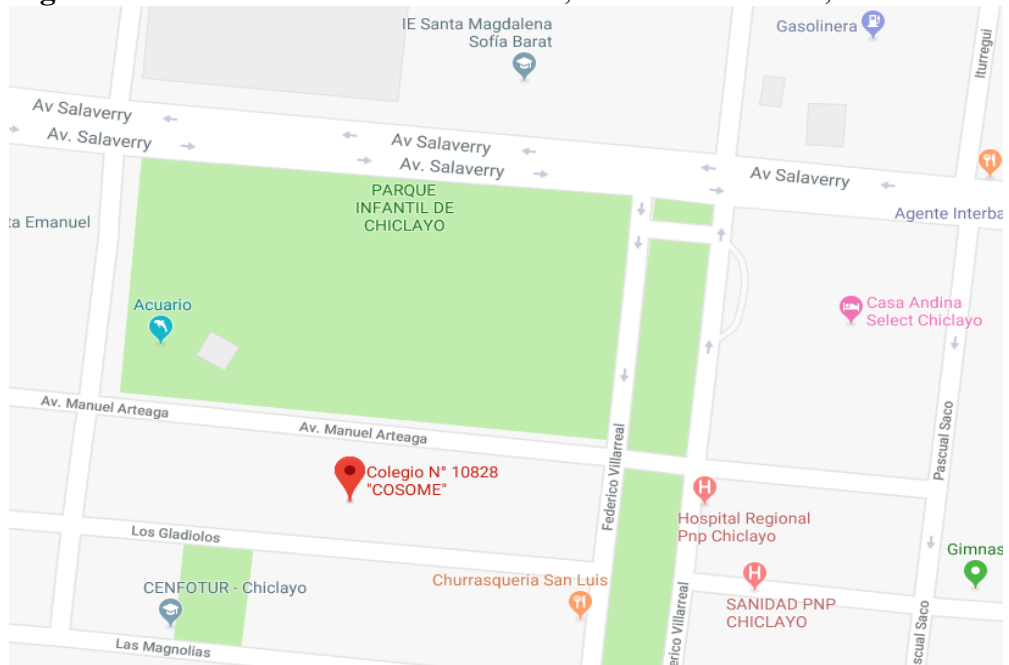 IE Santa Magdalena
Sofía Barat
Gasolinera
Iturregui
Av Salaverry
Av. Salaverry
Av Salaverry
Av. Salaverry
Av Salaverry
PARQUE
INFANTIL DE
CHICLAYO
ta Emanuel
Agente Interba
Acuario
Casa Andina
Select Chiclayo
Av. Manuel Arteaga
Av. Manuel Arteaga
Federico Villarreal
Pascual Saco
Colegio N° 10828
"COSOME"
H
Hospital Regional
Pnp Chiclayo
Los Gladiolos
Gimnas
CENFOTUR - Chiclayo
Churrasqueria San Luis
H
SANIDAD PNP
CHICLAYO
erico Villarreal
scual Saco
Las Magnolias